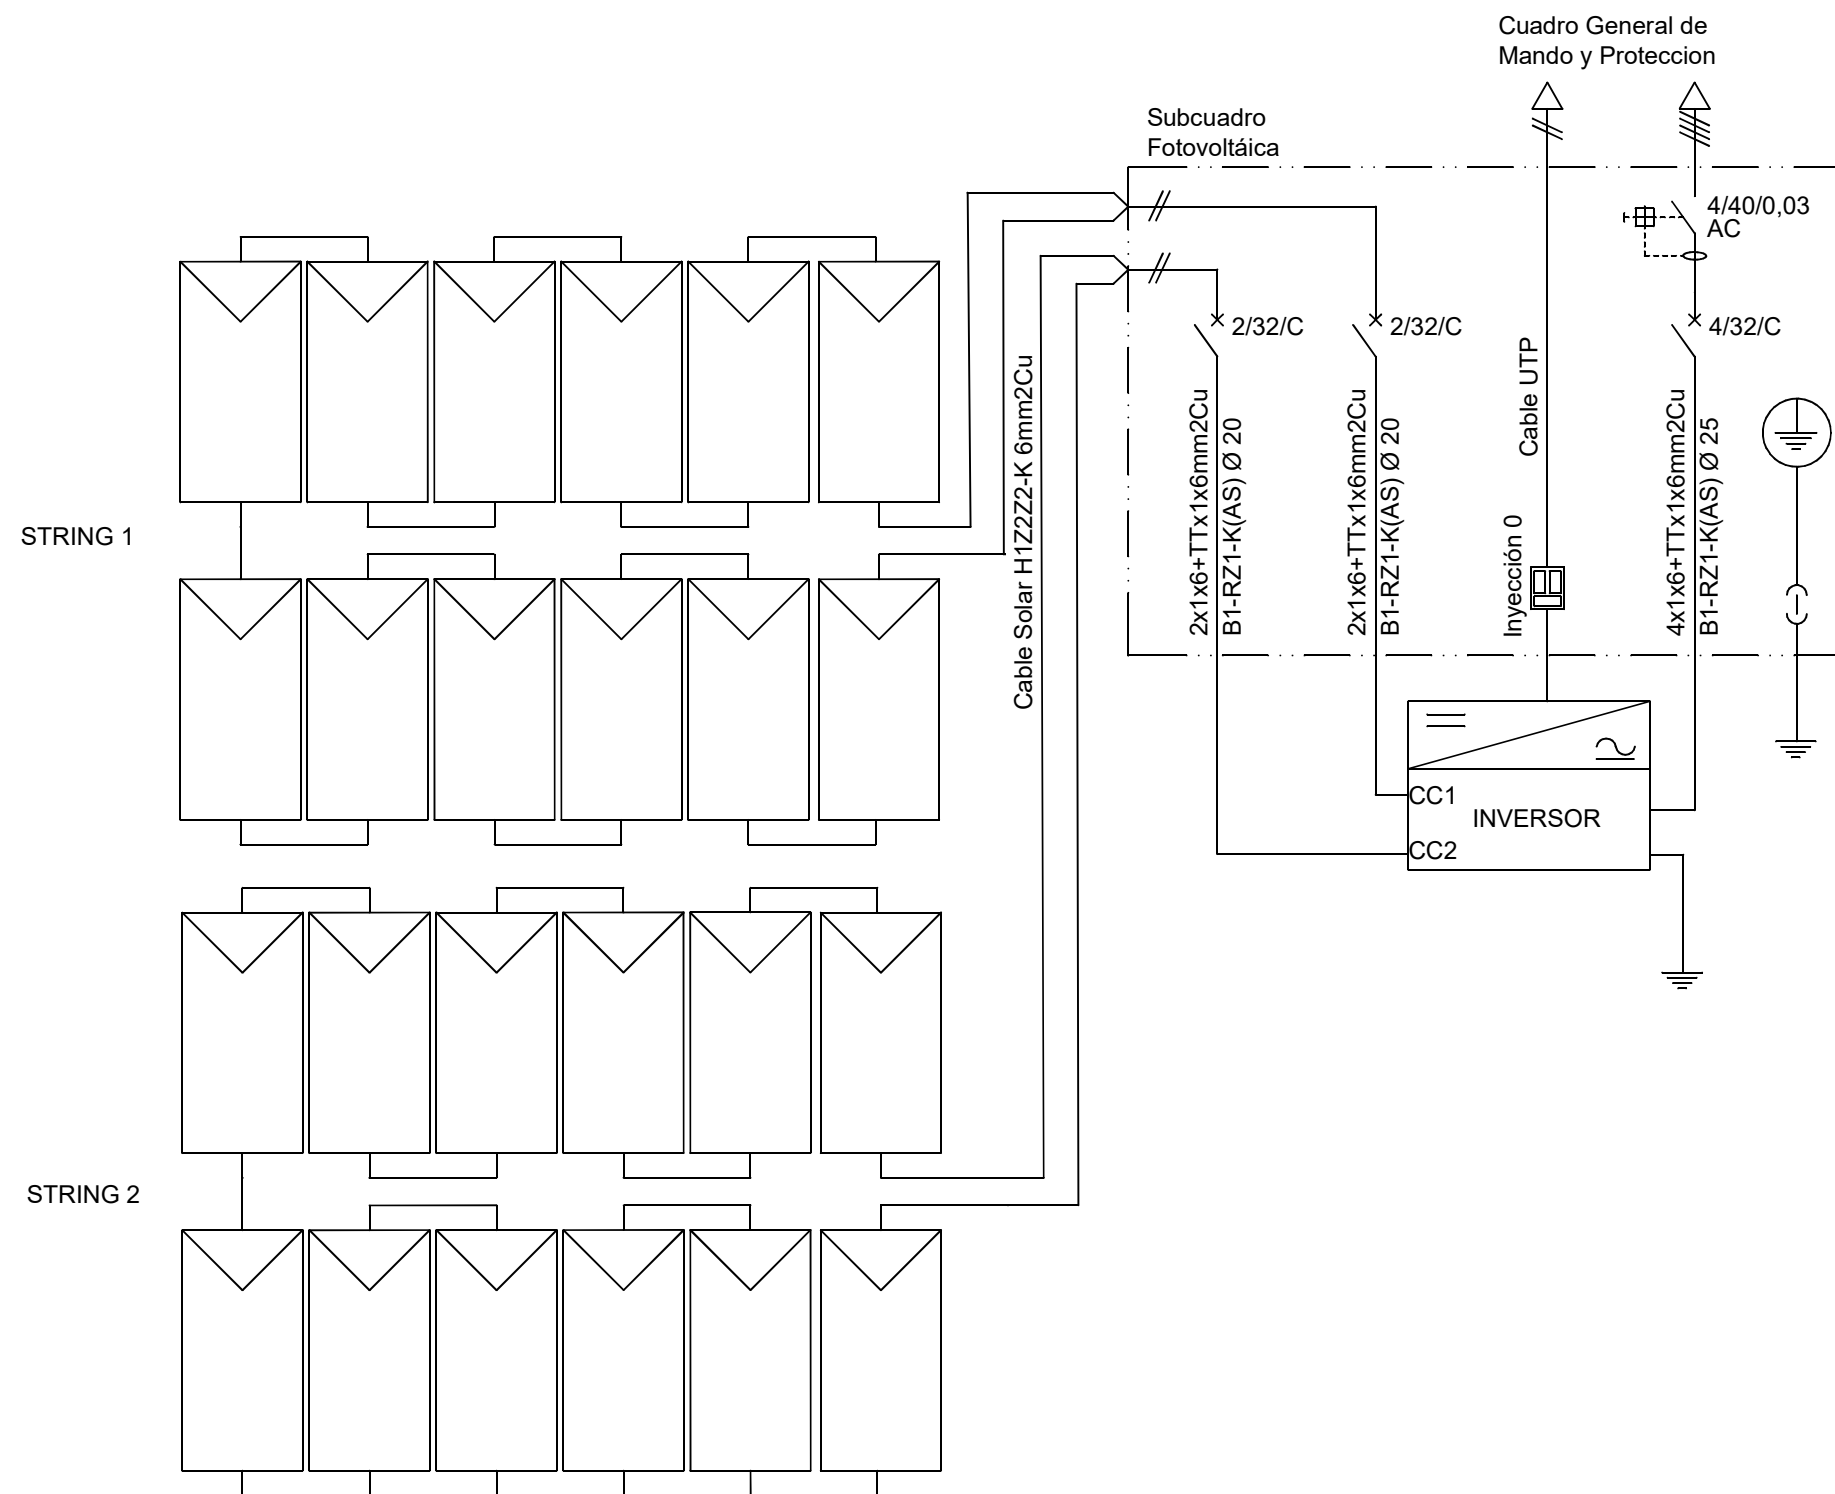 Cuadro General de
Mando y Proteccion
Subcuadro
Fotovoltáica
4/40/0,03
AC
2/32/C
2/32/C
4/32/C
Cable Solar H1Z2Z2-K 6mm2Cu
2x1x6+TTx1x6mm2Cu
B1-RZ1-K(AS) Ø 20
2x1x6+TTx1x6mm2Cu
B1-RZ1-K(AS) Ø 20
Cable UTP
Inyección 0
4x1x6+TTx1x6mm2Cu
B1-RZ1-K(AS) Ø 25
STRING 1
CC1
INVERSOR
CC2
STRING 2